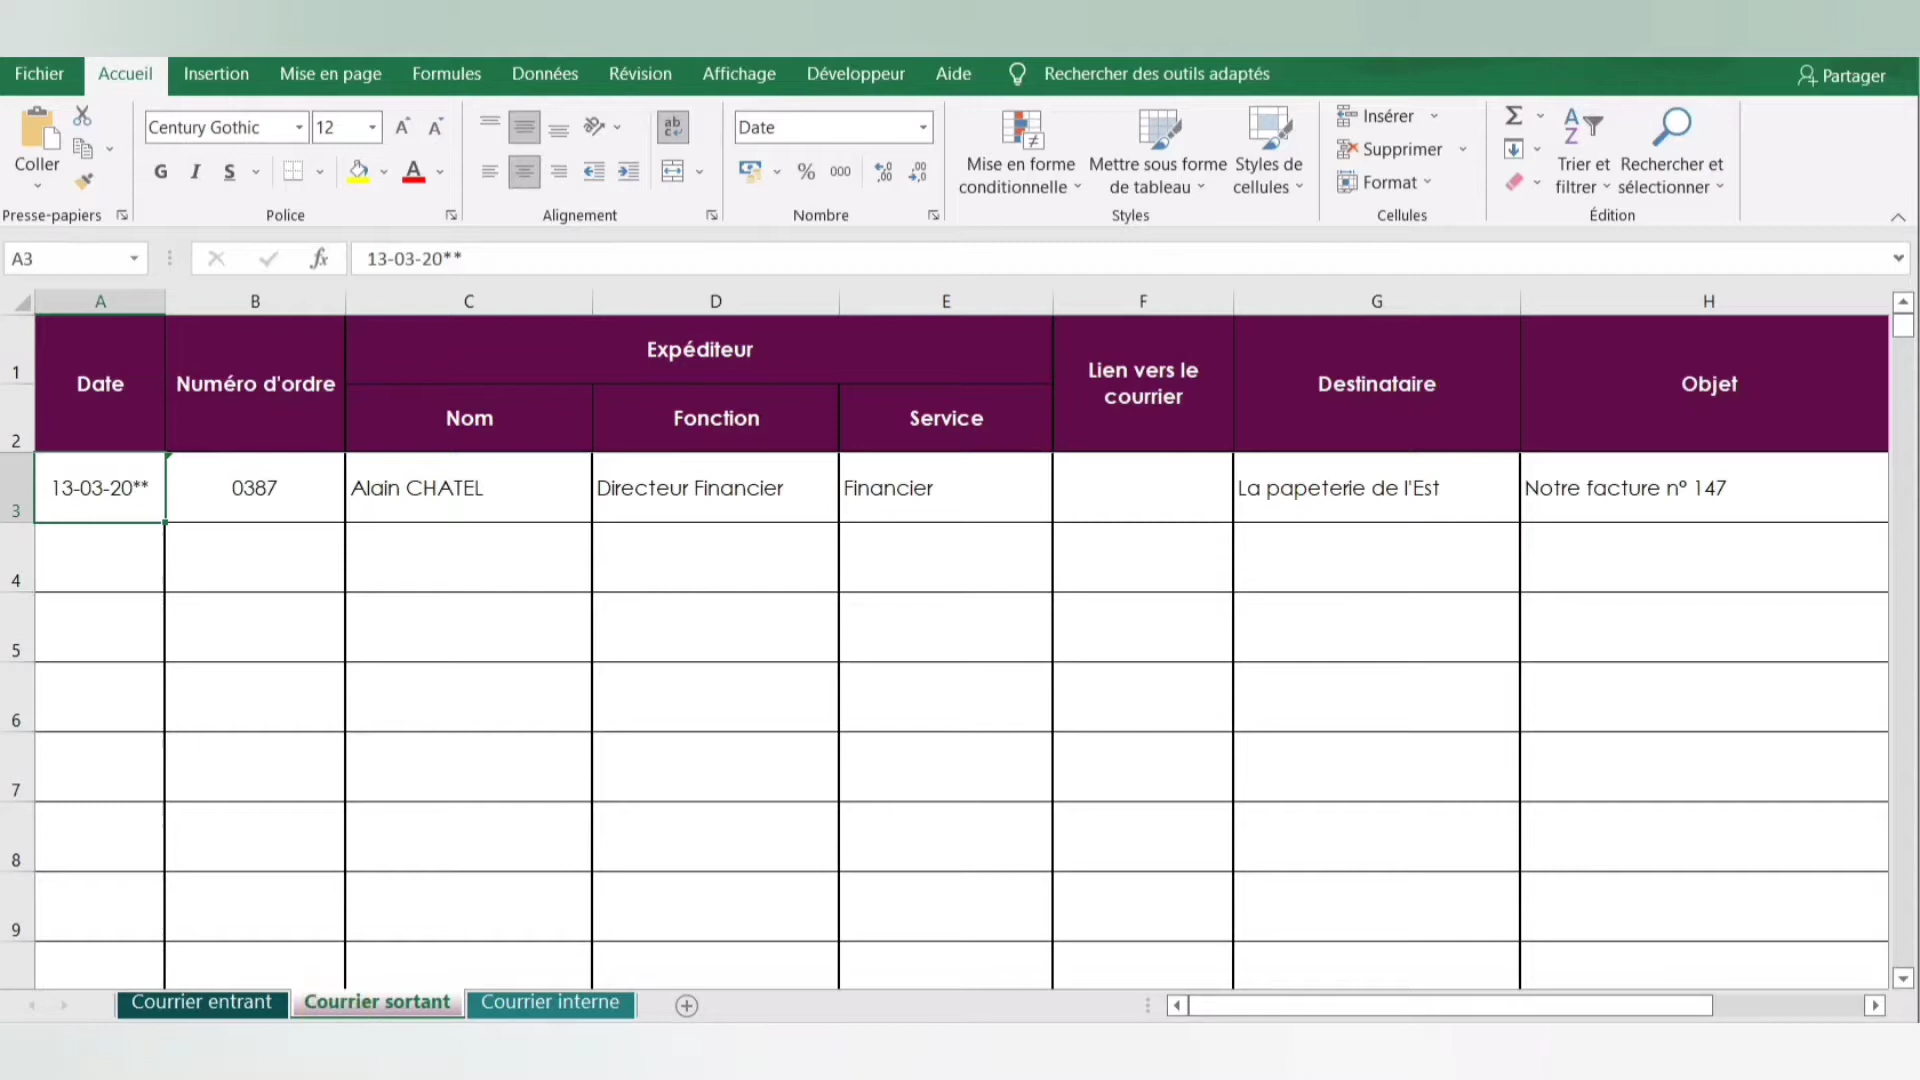 Fichier Accueil Insertion Mise en page Formules Données Révision Affichage Développeur Aide Rechercher des outils adaptés Partager
Coller
Presse-papiers
Century Gothic 12
G I S
Police
ab
Alignement
Date
% 000
Nombre
Mise en forme
conditionnelle
Mettre sous forme
de tableau
Styles de
cellules
Styles
Insérer
Supprimer
Format
Cellules
Trier et
filtrer
Rechercher et
sélectionner
Édition
A3 fx 13-03-20**
A B C D E F G H
1
2
Date
Numéro d'ordre
Expéditeur
Nom Fonction Service
Lien vers le
courrier
Destinataire
Objet
3 13-03-20** 0387 Alain CHATEL Directeur Financier Financier La papeterie de l'Est Notre facture n° 147
4
5
6
7
8
9
Courrier entrant Courrier sortant Courrier interne